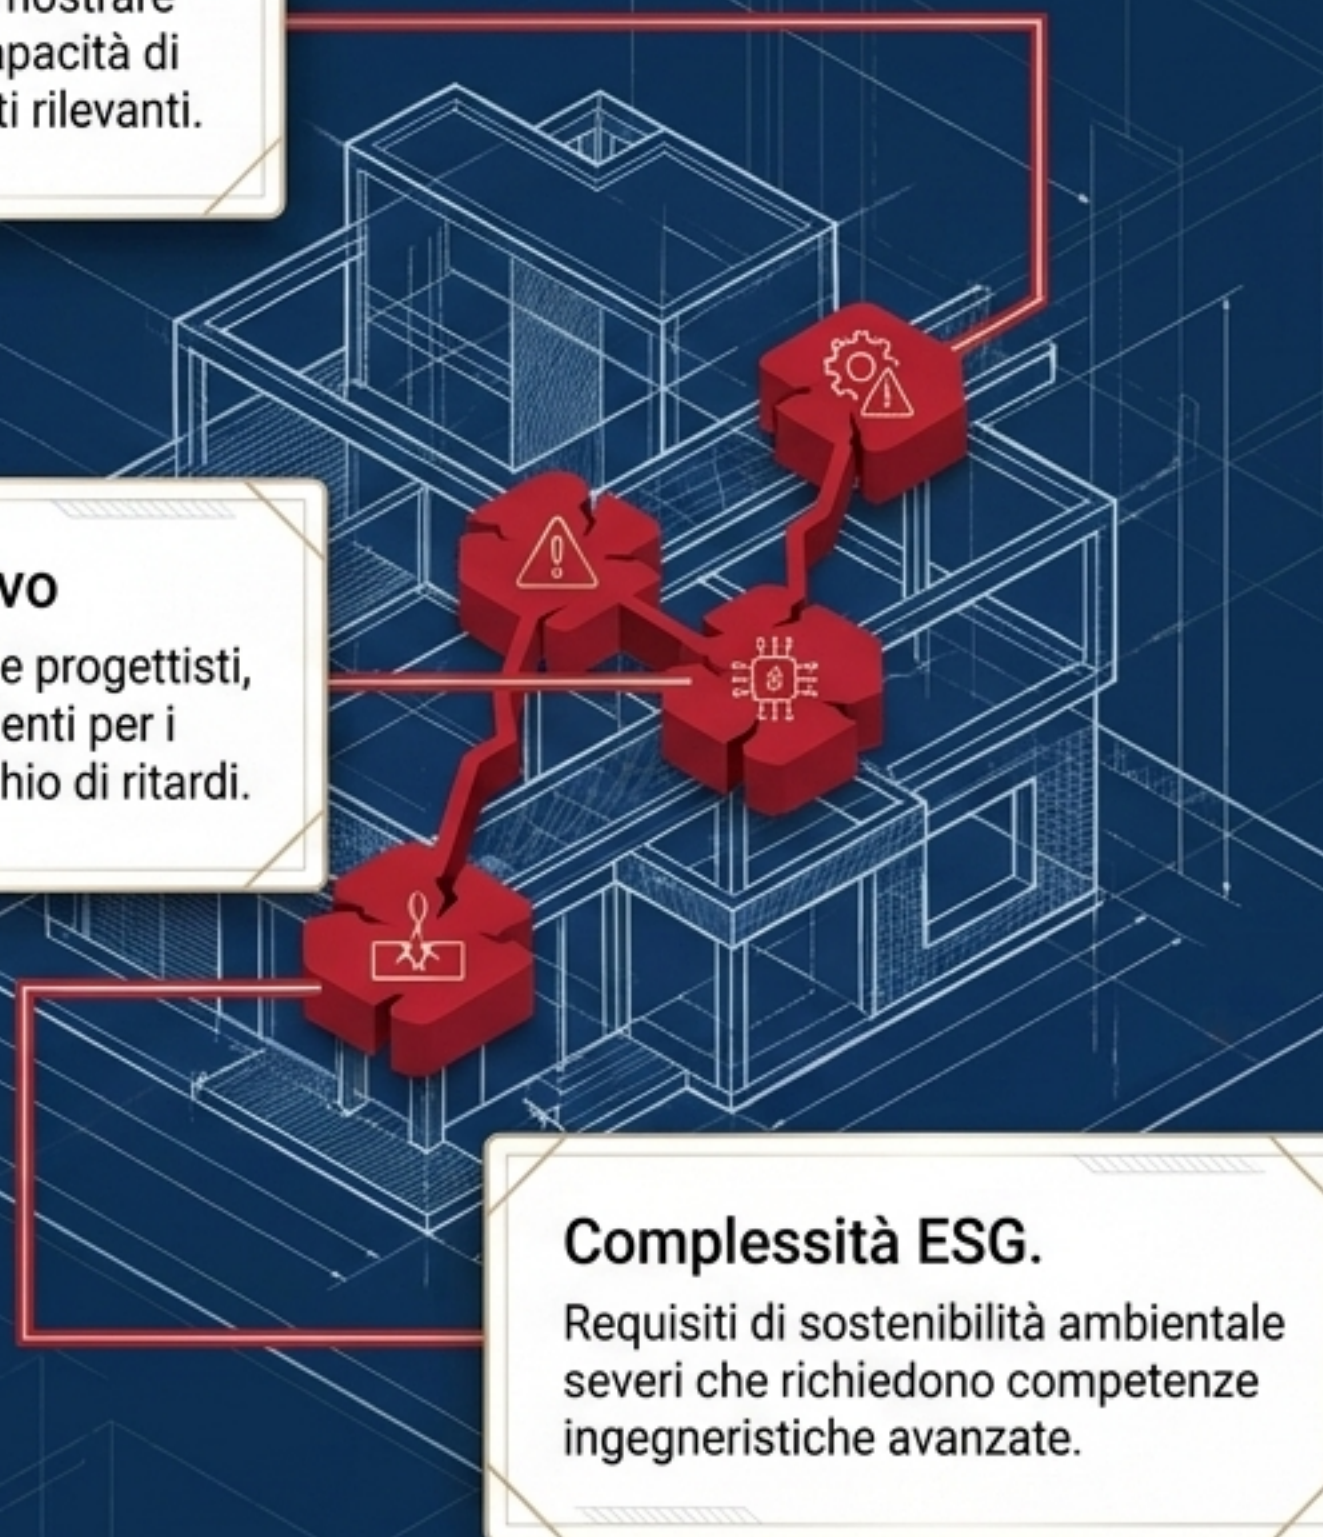 ti rilevanti.
apacità di
vo
e progettisti,
enti per i
hio di ritardi.
Complessità ESG.
Requisiti di sostenibilità ambientale
severi che richiedono competenze
ingegneristiche avanzate.